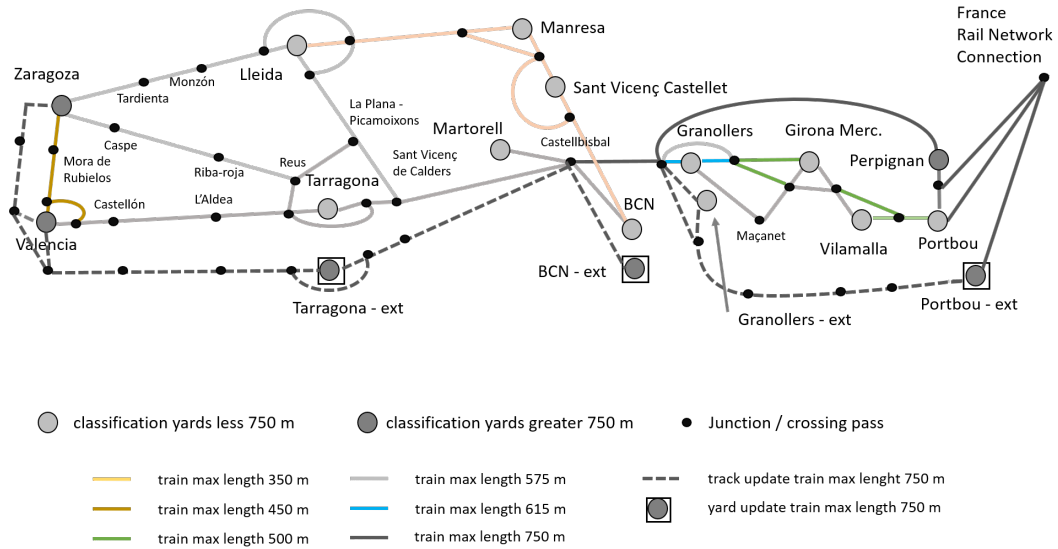 France
Rail Network
Connection
Manresa
Zaragoza
Lleida
Monzón
Tardienta
Sant Vicenç Castellet
La Plana -
Picamoixons
Martorell
Granollers
Girona Merc.
Castellbisbal
Caspe
Mora de
Rubielos
Riba-roja
Reus
Sant Vicenç
de Calders
Perpignan
Tarragona
L'Aldea
Castellón
BCN
Maçanet
Valencia
Vilamalla
Portbou
BCN - ext
Tarragona - ext
Portbou - ext
Granollers - ext
classification yards less 750 m
classification yards greater 750 m
Junction / crossing pass
train max length 350 m
train max length 575 m
track update train max lenght 750 m
train max length 450 m
train max length 615 m
yard update train max length 750 m
train max length 500 m
train max length 750 m